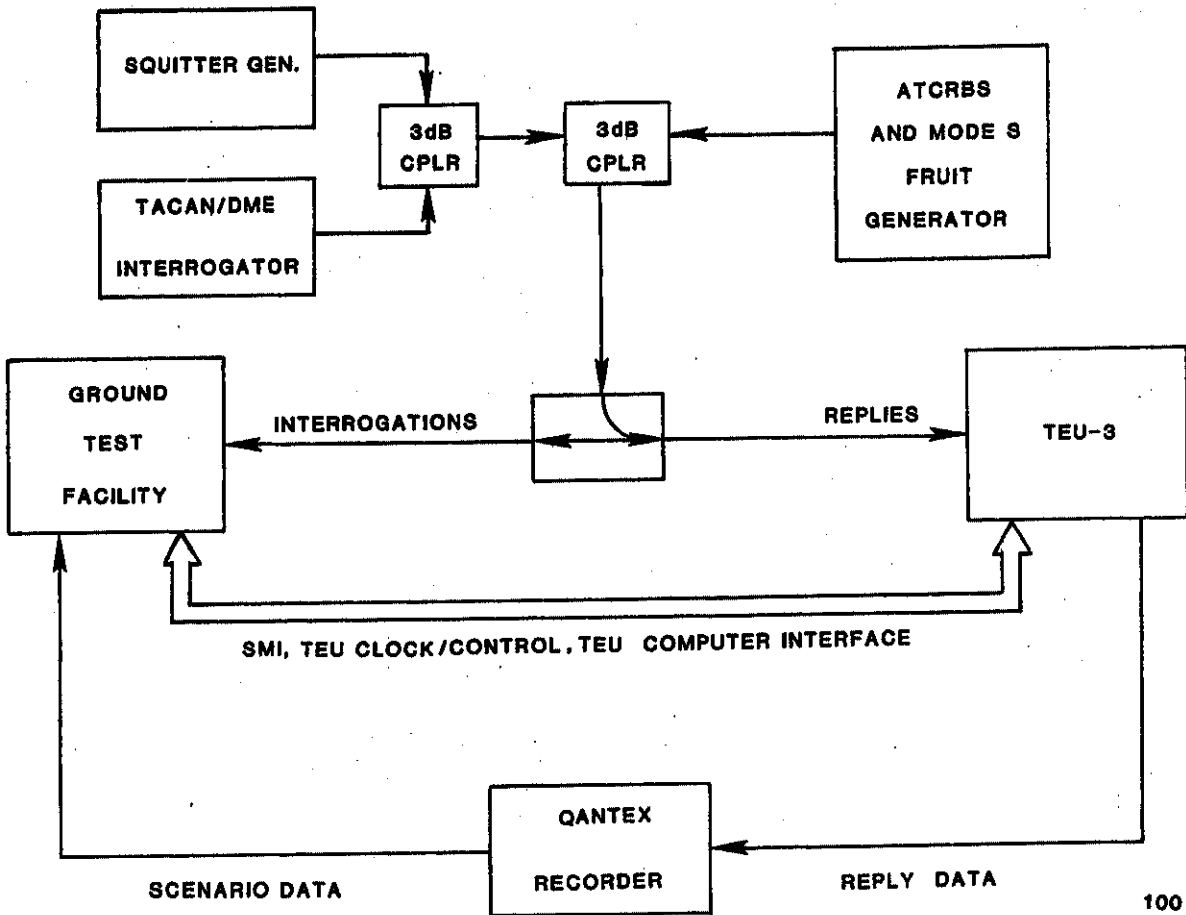 SQUITTER GEN.
3dB
CPLR
3dB
CPLR
ATCRBS
AND MODE S
FRUIT
GENERATOR
TACAN/DME
INTERROGATOR
GROUND
TEST
FACILITY
INTERROGATIONS
REPLIES
TEU-3
SMI, TEU CLOCK/CONTROL, TEU COMPUTER INTERFACE
QANTEX
RECORDER
SCENARIO DATA
REPLY DATA
100